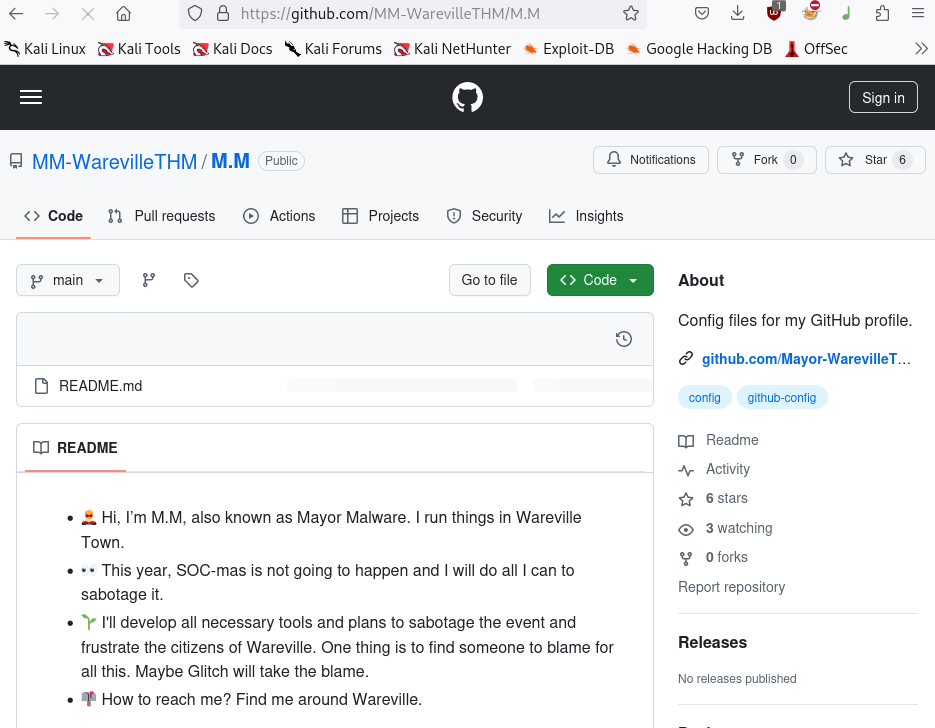 https://github.com/MM-WarevilleTHM/M.M
1
Kali Linux Kali Tools Kali Docs Kali Forums Kali NetHunter Exploit-DB Google Hacking DB OffSec
Sign in
MM-WarevilleTHM / M.M Public
Notifications Fork 0 Star 6
Code Pull requests Actions Projects Security Insights
main Go to file Code
README.md
README
Hi, I’m M.M, also known as Mayor Malware. I run things in Wareville
Town.
This year, SOC-mas is not going to happen and I will do all I can to
sabotage it.
I'll develop all necessary tools and plans to sabotage the event and
frustrate the citizens of Wareville. One thing is to find someone to blame for
all this. Maybe Glitch will take the blame.
How to reach me? Find me around Wareville.
About
Config files for my GitHub profile.
github.com/Mayor-WarevilleT…
config github-config
Readme
Activity
6 stars
3 watching
0 forks
Report repository
Releases
No releases published